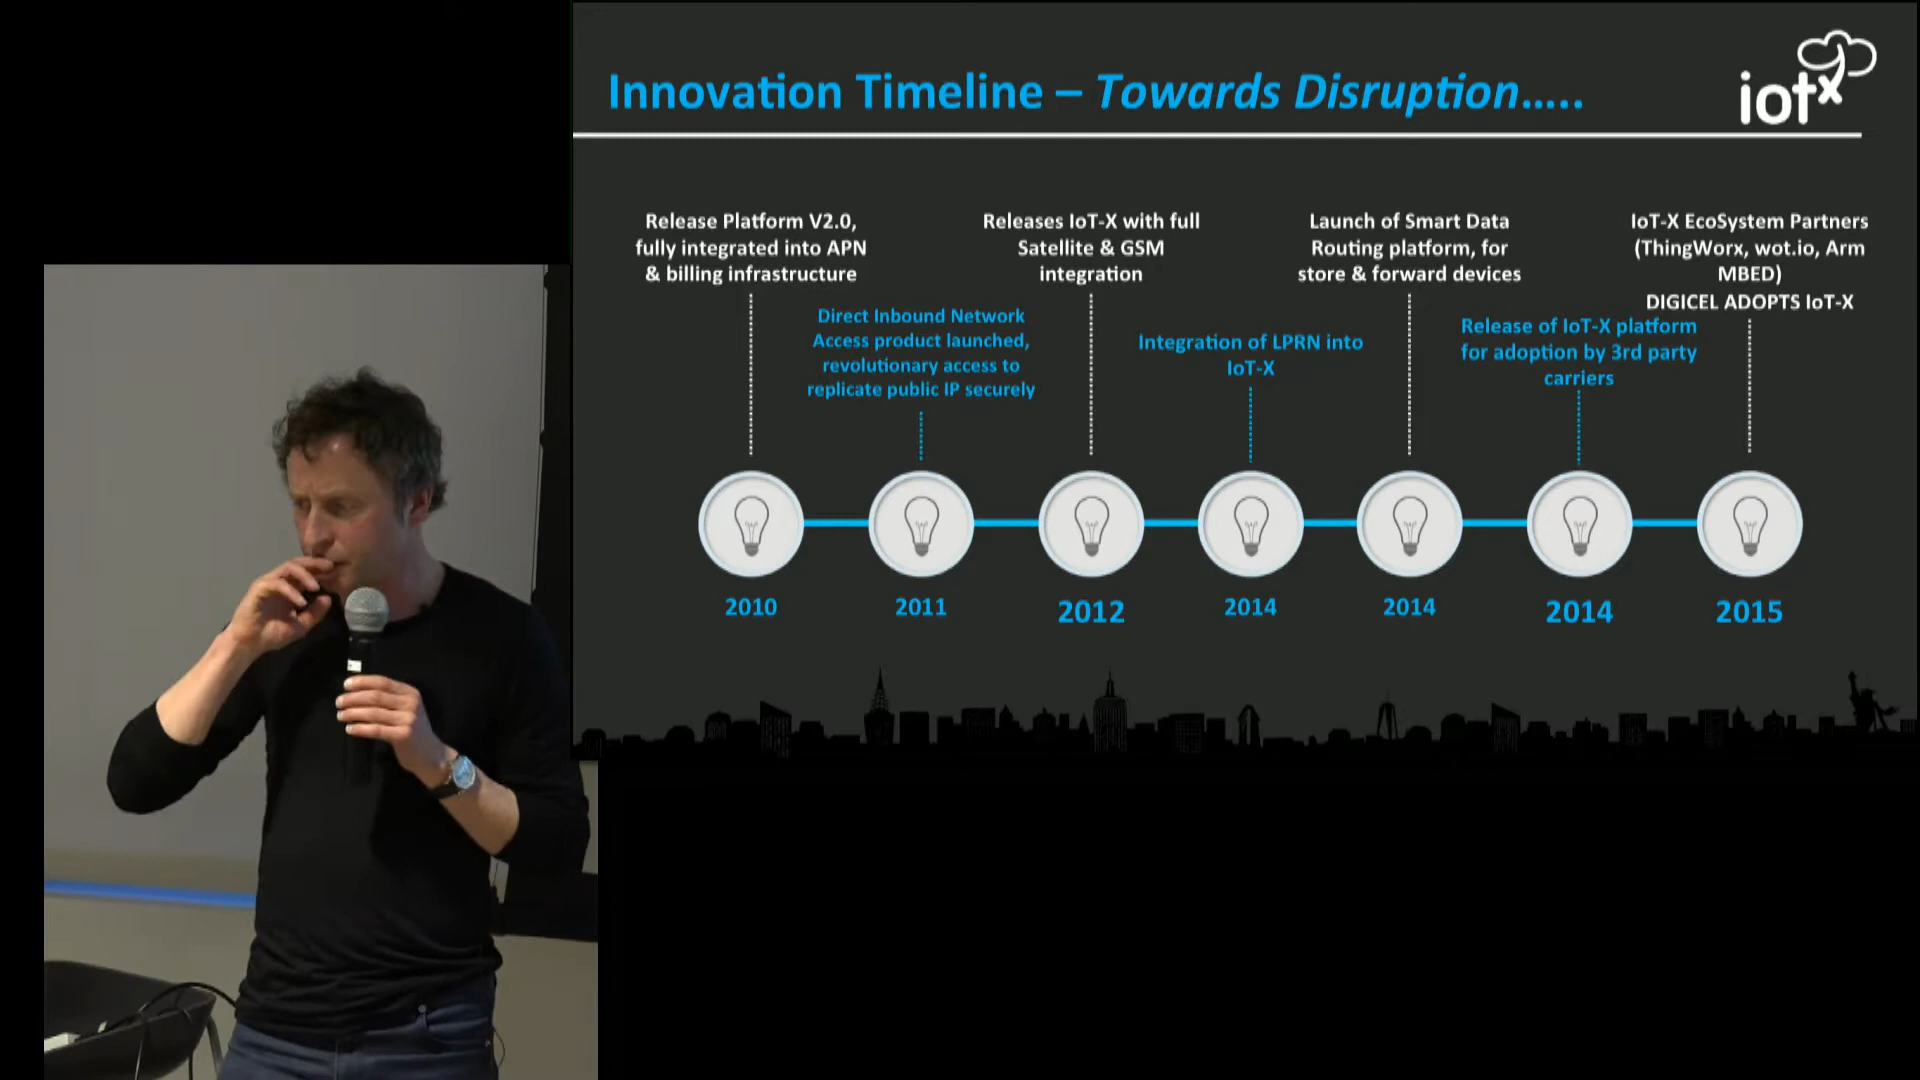 Innovation Timeline – Towards Disruption.....
iotx
Release Platform V2.0,
fully integrated into APN
& billing infrastructure
Direct Inbound Network
Access product launched,
revolutionary access to
replicate public IP securely
Releases IoT-X with full
Satellite & GSM
integration
Integration of LPRN into
IoT-X
Launch of Smart Data
Routing platform, for
store & forward devices
Release of IoT-X platform
for adoption by 3rd party
carriers
IoT-X EcoSystem Partners
(ThingWorx, wot.io, Arm
MBED)
DIGICEL ADOPTS IoT-X
2010
2011
2012
2014
2014
2014
2015